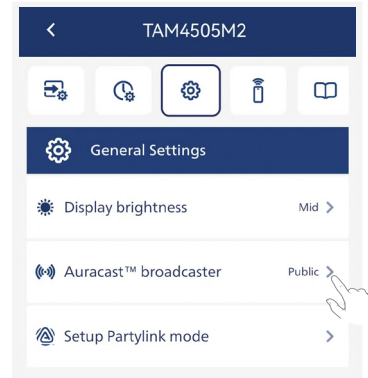 TAM4505M2
General Settings
Display brightness Mid
Auracast™ broadcaster Public
Setup Partylink mode